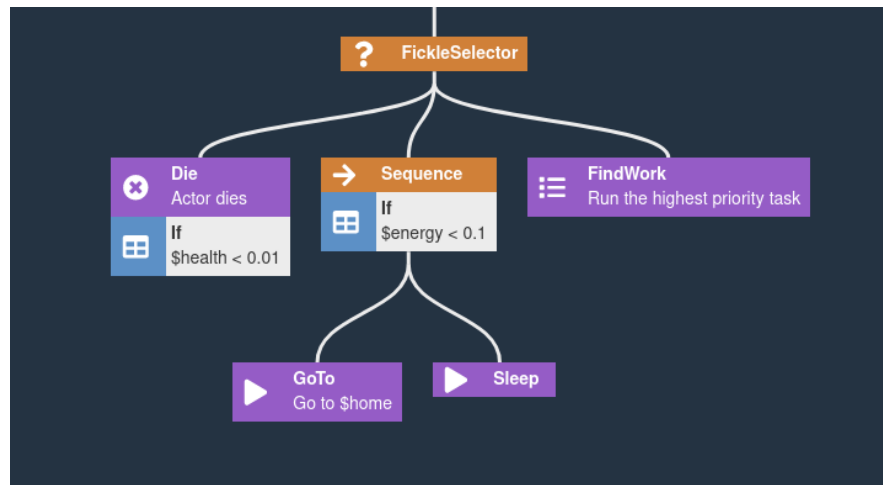 FickleSelector
Die
Actor dies
If
$health < 0.01
Sequence
If
$energy < 0.1
FindWork
Run the highest priority task
GoTo
Go to $home
Sleep